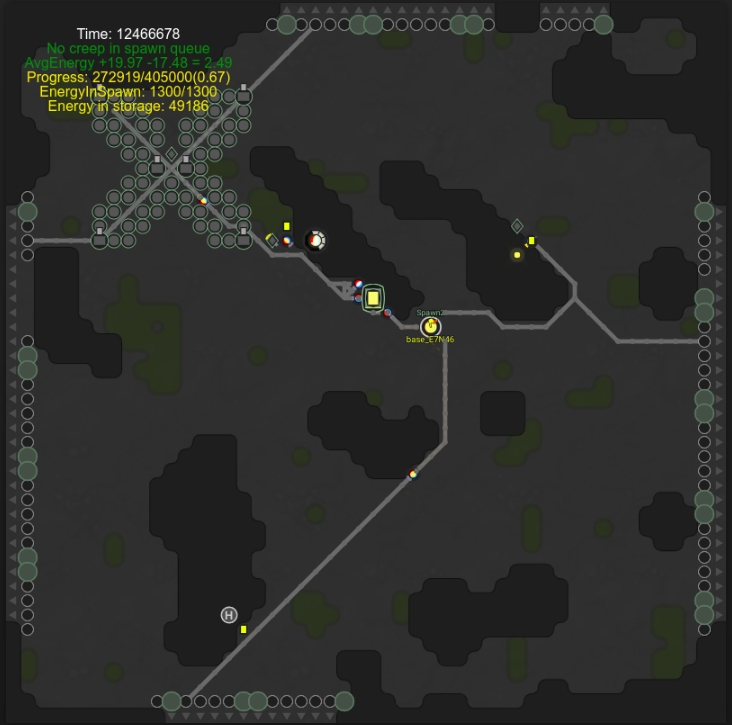 Time: 12466678
No creep in spawn queue
AvgEnergy +19.97 -17.48 = 2.49
Progress: 272919/405000(0.67)
EnergyInSpawn: 1300/1300
Energy in storage: 49186
base_E7N46
H